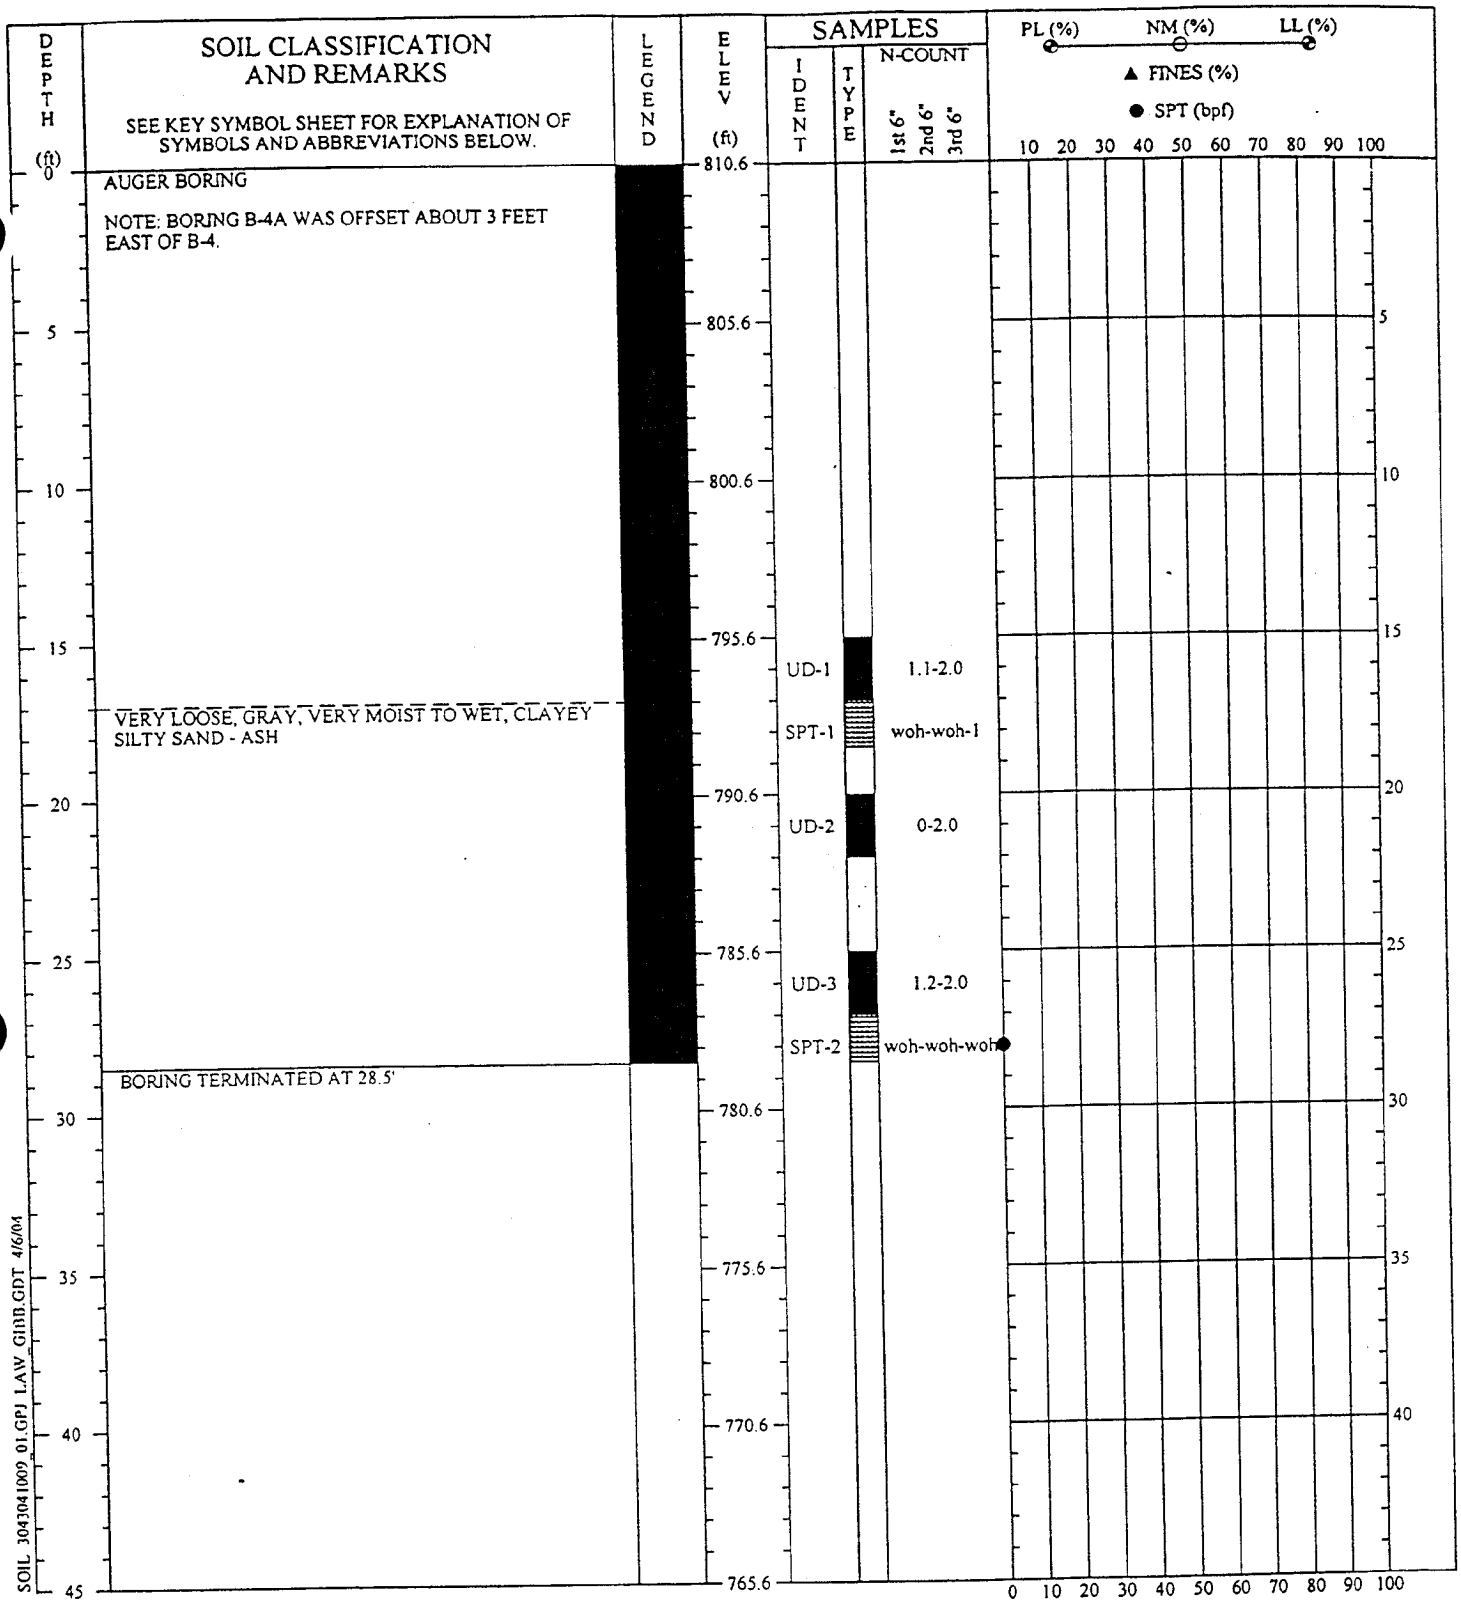 DEPTH
(ft)
SOIL CLASSIFICATION
AND REMARKS
SEE KEY SYMBOL SHEET FOR EXPLANATION OF
SYMBOLS AND ABBREVIATIONS BELOW.
LEGEND
ELEV
(ft)
SAMPLES
IDENT
TYPE
N-COUNT
1st 6"
2nd 6"
3rd 6"
PL (%) NM (%) LL (%)
▲ FINES (%)
● SPT (bpf)
10 20 30 40 50 60 70 80 90 100
0 810.6
AUGER BORING
NOTE: BORING B-4A WAS OFFSET ABOUT 3 FEET
EAST OF B-4.
5 805.6 5
10 800.6 10
15 795.6 15
UD-1 1.1-2.0
VERY LOOSE, GRAY, VERY MOIST TO WET, CLAYEY
SILTY SAND - ASH
SPT-1 woh-woh-1
20 790.6 20
UD-2 0-2.0
25 785.6 25
UD-3 1.2-2.0
SPT-2 woh-woh-woh
BORING TERMINATED AT 28.5'
30 780.6 30
35 775.6 35
40 770.6 40
45 765.6
0 10 20 30 40 50 60 70 80 90 100
SOIL 3043041009_01.GPJ LAW_GIBB.GDT 4/6/04